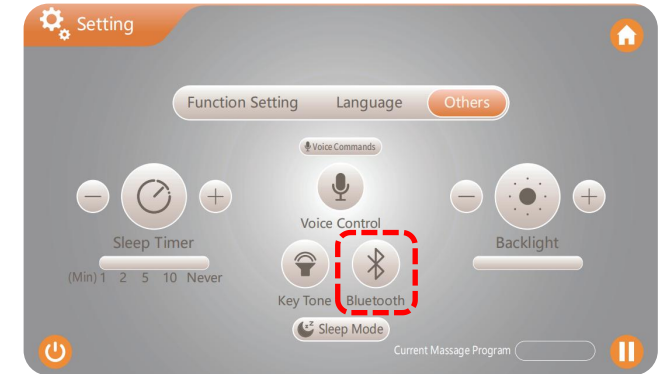 Setting
Function Setting Language Others
Voice Commands
Voice Control
Sleep Timer
Backlight
(Min) 1 2 5 10 Never
Key Tone Bluetooth
Sleep Mode
Current Massage Program